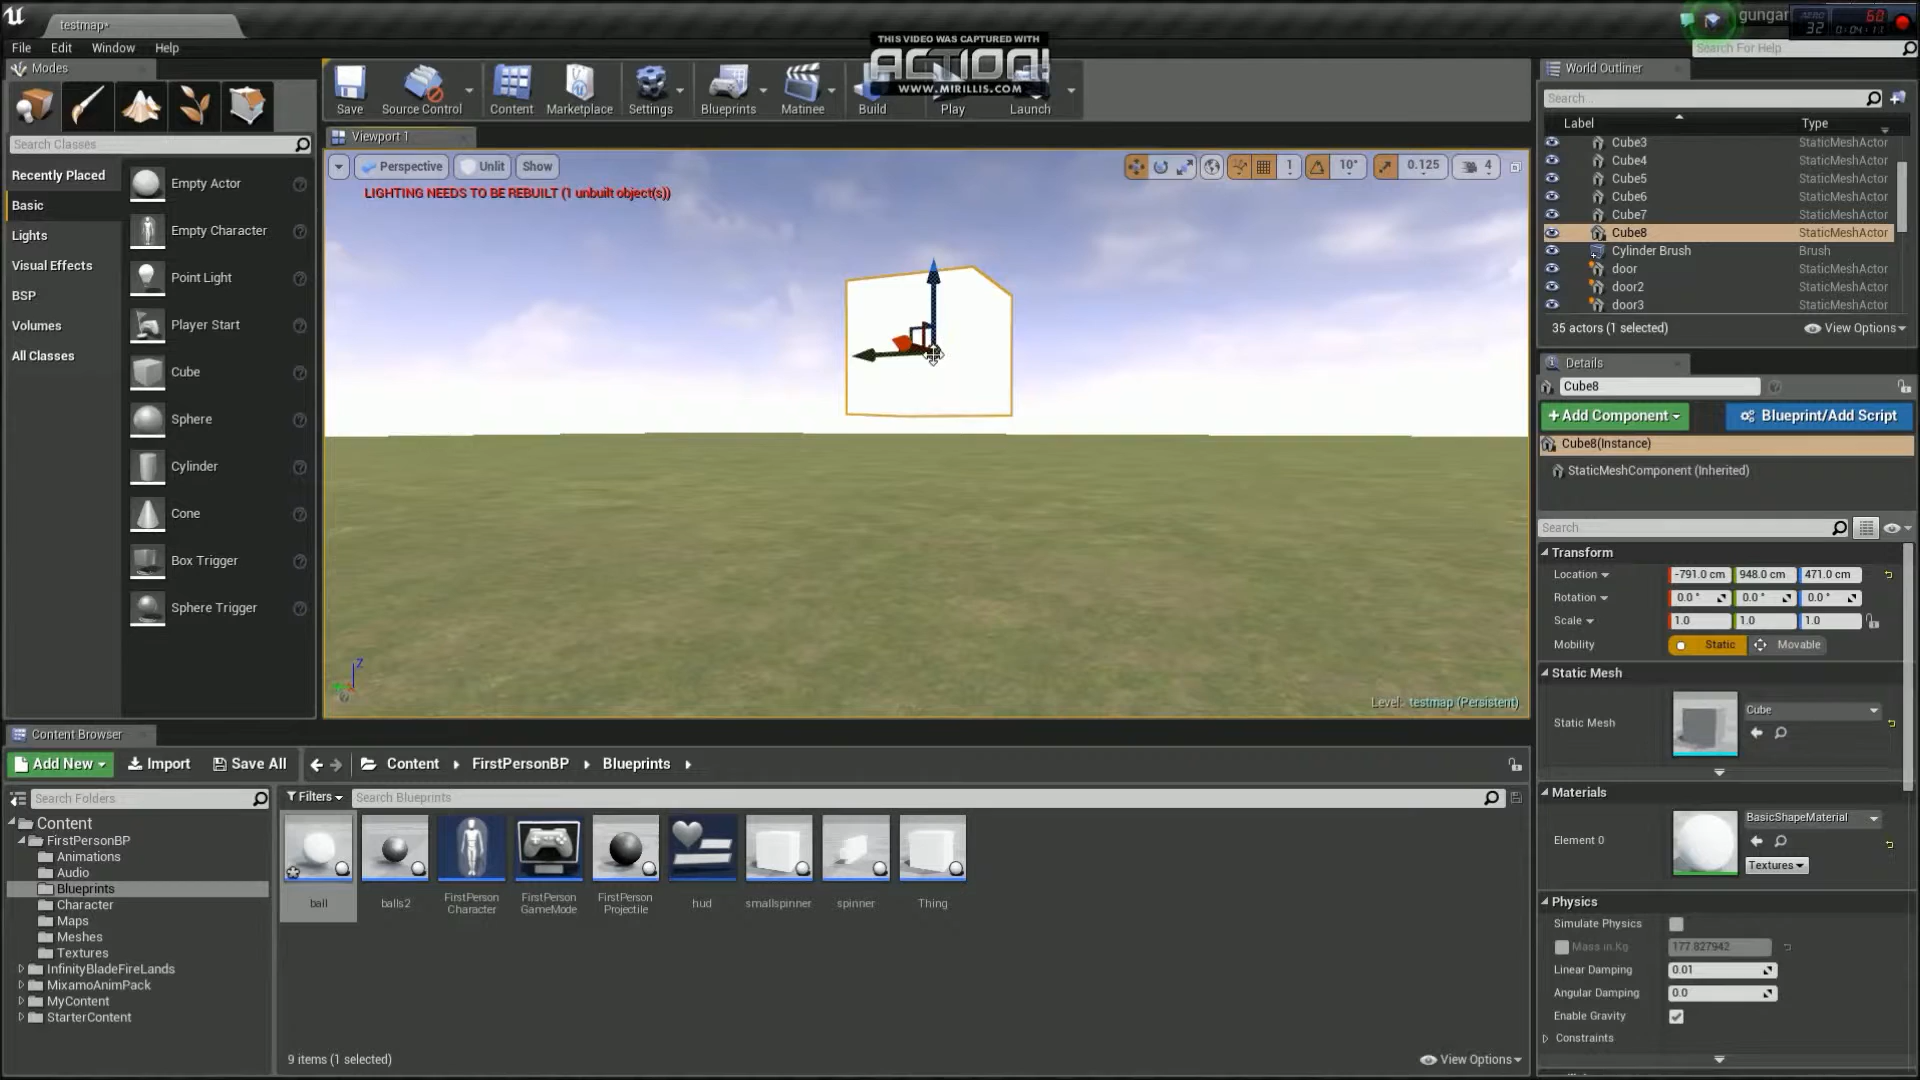 testmap*
gungar
60
32
0:04:11
File Edit Window Help
THIS VIDEO WAS CAPTURED WITH
ACTION!
WWW.MIRILLIS.COM
Search For Help
Modes
Search Classes
Recently Placed
Basic
Lights
Visual Effects
BSP
Volumes
All Classes
Empty Actor
Empty Character
Point Light
Player Start
Cube
Sphere
Cylinder
Cone
Box Trigger
Sphere Trigger
Save Source Control Content Marketplace Settings Blueprints Matinee Build Play Launch
Viewport 1
Perspective Unlit Show
1 10° 0.125 4
LIGHTING NEEDS TO BE REBUILT (1 unbuilt object(s))
Z
Level: testmap (Persistent)
World Outliner
Search...
Label Type
Cube3 StaticMeshActor
Cube4 StaticMeshActor
Cube5 StaticMeshActor
Cube6 StaticMeshActor
Cube7 StaticMeshActor
Cube8 StaticMeshActor
Cylinder Brush Brush
door StaticMeshActor
door2 StaticMeshActor
door3 StaticMeshActor
35 actors (1 selected) View Options
Details
Cube8
+Add Component Blueprint/Add Script
Cube8(Instance)
StaticMeshComponent (Inherited)
Search
Transform
Location -791.0 cm 948.0 cm 471.0 cm
Rotation 0.0 ° 0.0 ° 0.0 °
Scale 1.0 1.0 1.0
Mobility Static Movable
Static Mesh
Static Mesh Cube
Materials
Element 0 BasicShapeMaterial
Textures
Physics
Simulate Physics
Mass in Kg 177.827942
Linear Damping 0.01
Angular Damping 0.0
Enable Gravity
Constraints
Content Browser
Add New Import Save All Content FirstPersonBP Blueprints
Search Folders
Filters Search Blueprints
Content
FirstPersonBP
Animations
Audio
Blueprints
Character
Maps
Meshes
Textures
InfinityBladeFireLands
MixamoAnimPack
MyContent
StarterContent
ball
balls2
FirstPerson
Character
FirstPerson
GameMode
FirstPerson
Projectile
hud
smallspinner
spinner
Thing
9 items (1 selected) View Options